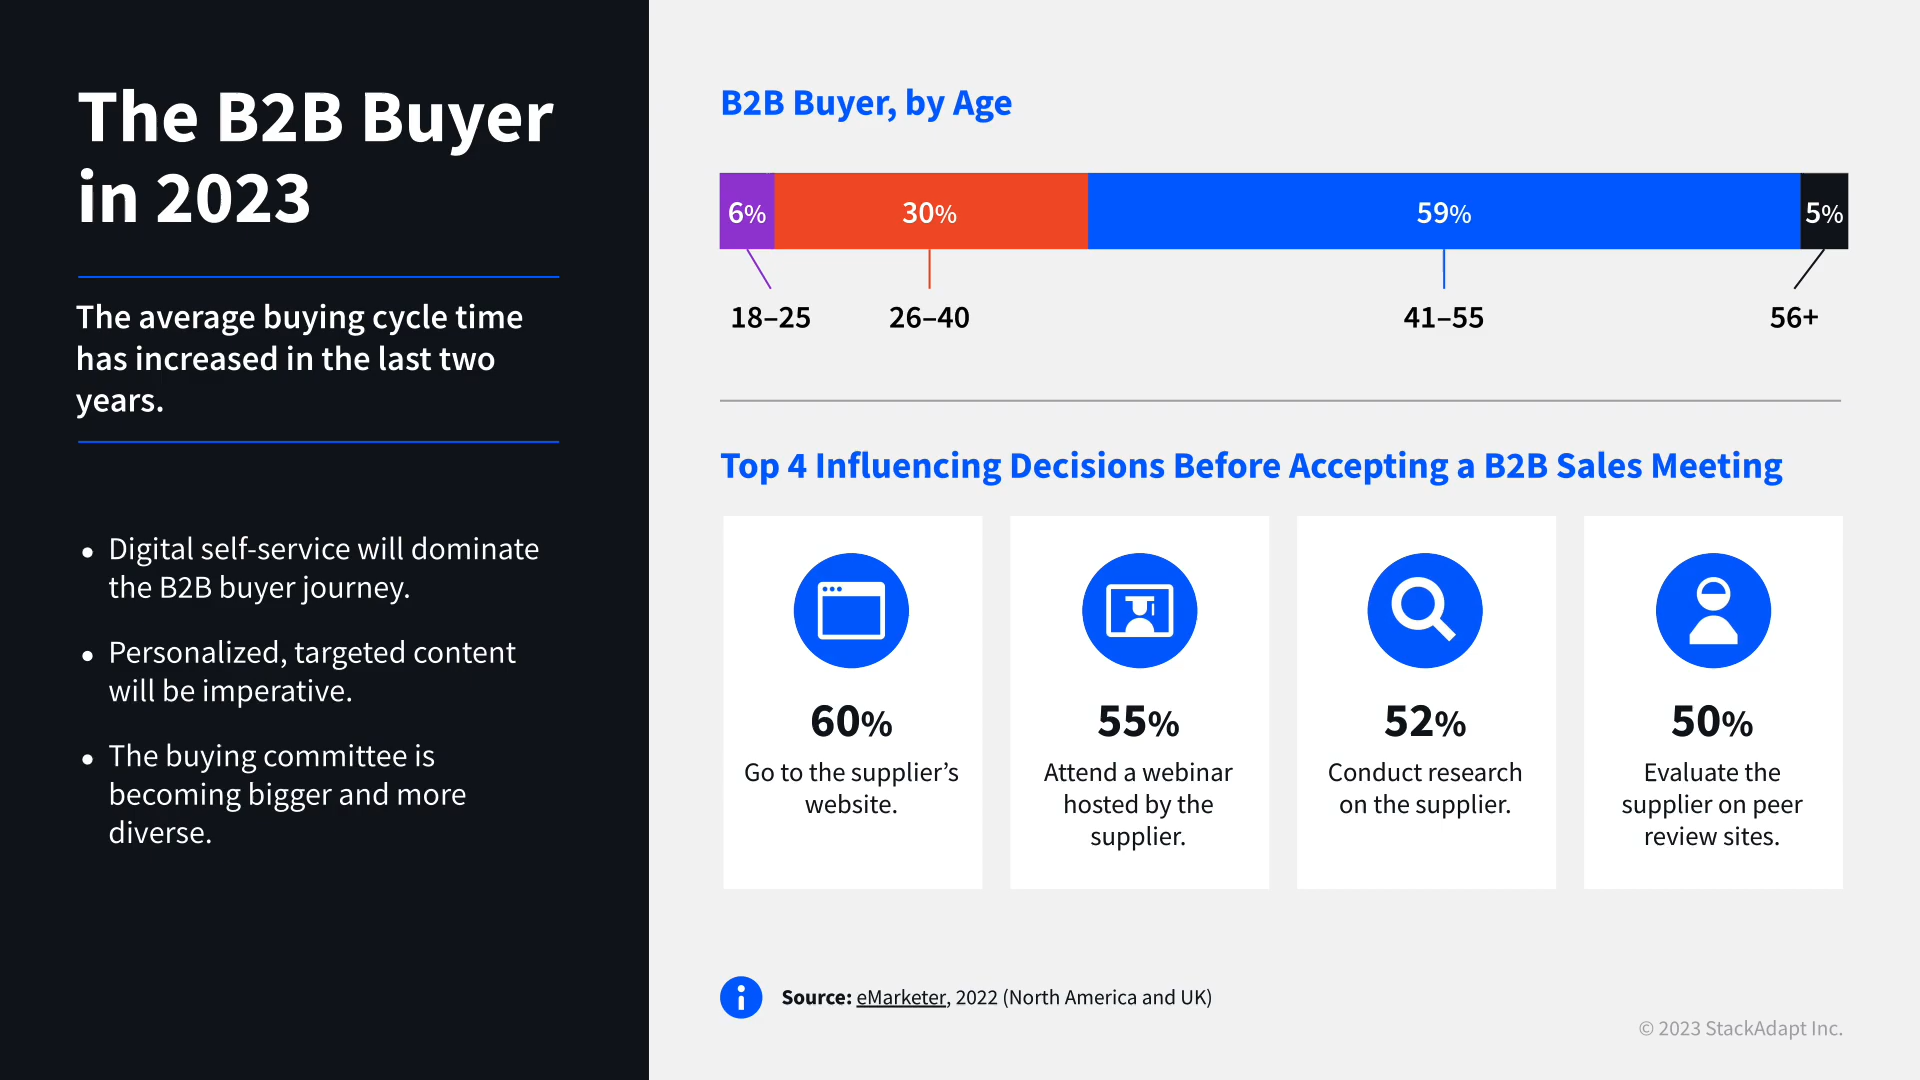 The B2B Buyer
in 2023
The average buying cycle time
has increased in the last two
years.
• Digital self-service will dominate
the B2B buyer journey.
• Personalized, targeted content
will be imperative.
• The buying committee is
becoming bigger and more
diverse.
B2B Buyer, by Age
6% 30% 59% 5%
18–25 26–40 41–55 56+
Top 4 Influencing Decisions Before Accepting a B2B Sales Meeting
60%
Go to the supplier’s
website.
55%
Attend a webinar
hosted by the
supplier.
52%
Conduct research
on the supplier.
50%
Evaluate the
supplier on peer
review sites.
Source: eMarketer, 2022 (North America and UK)
© 2023 StackAdapt Inc.